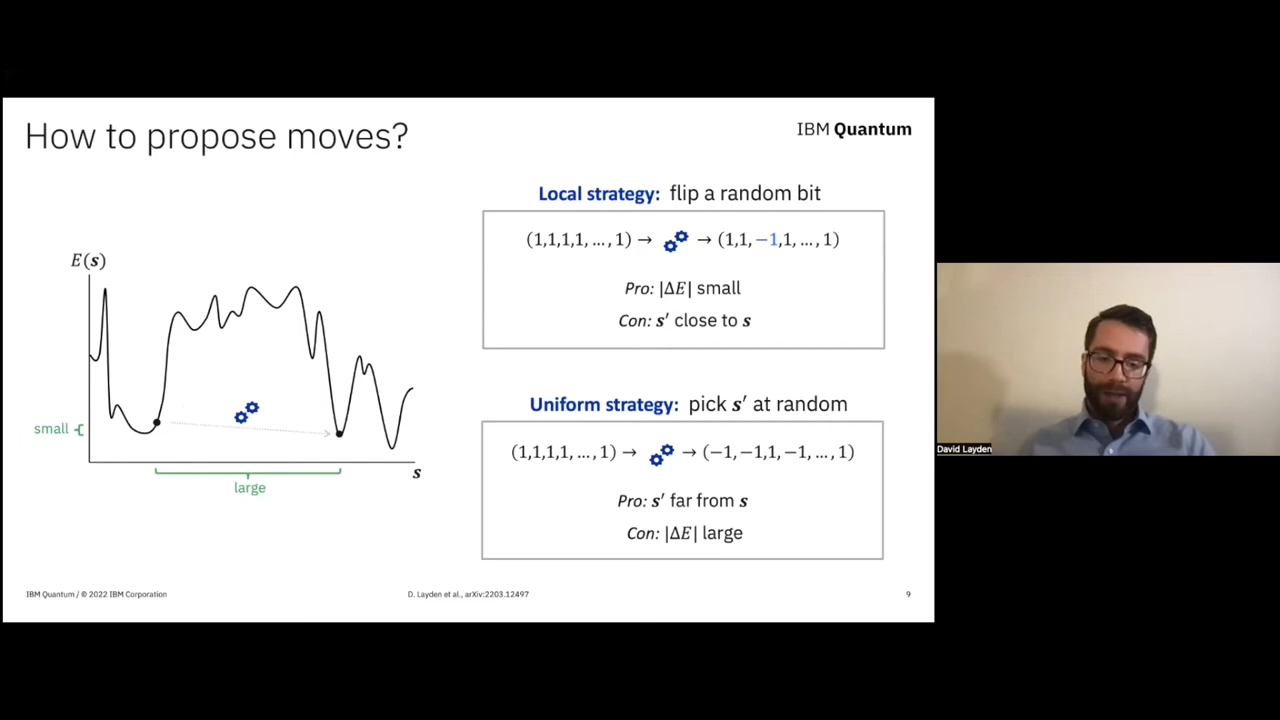 How to propose moves?
IBM Quantum
E(s)
small
large
s
Local strategy: flip a random bit
(1,1,1,1, …, 1) → → (1,1, −1,1, …, 1)
Pro: |ΔE| small
Con: s′ close to s
Uniform strategy: pick s′ at random
(1,1,1,1, …, 1) → → (−1, −1,1, −1, …, 1)
Pro: s′ far from s
Con: |ΔE| large
IBM Quantum / © 2022 IBM Corporation
D. Layden et al., arXiv:2203.12497
9
David Layden